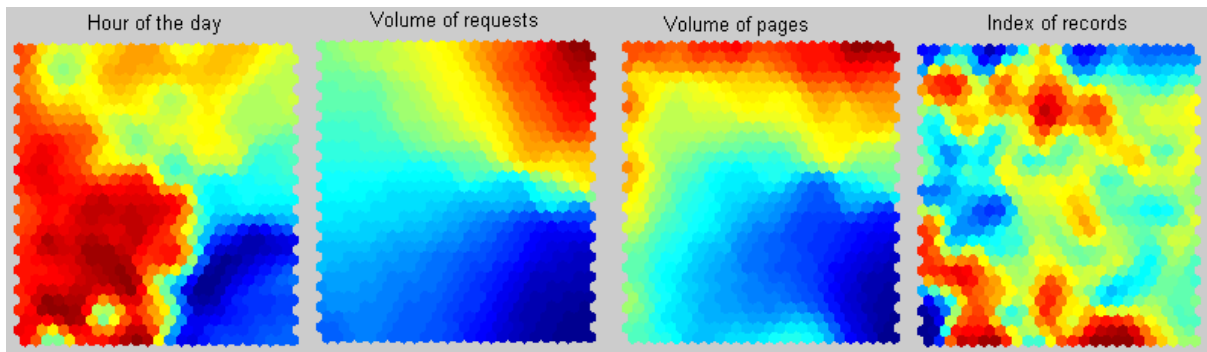 Hour of the day
Volume of requests
Volume of pages
Index of records